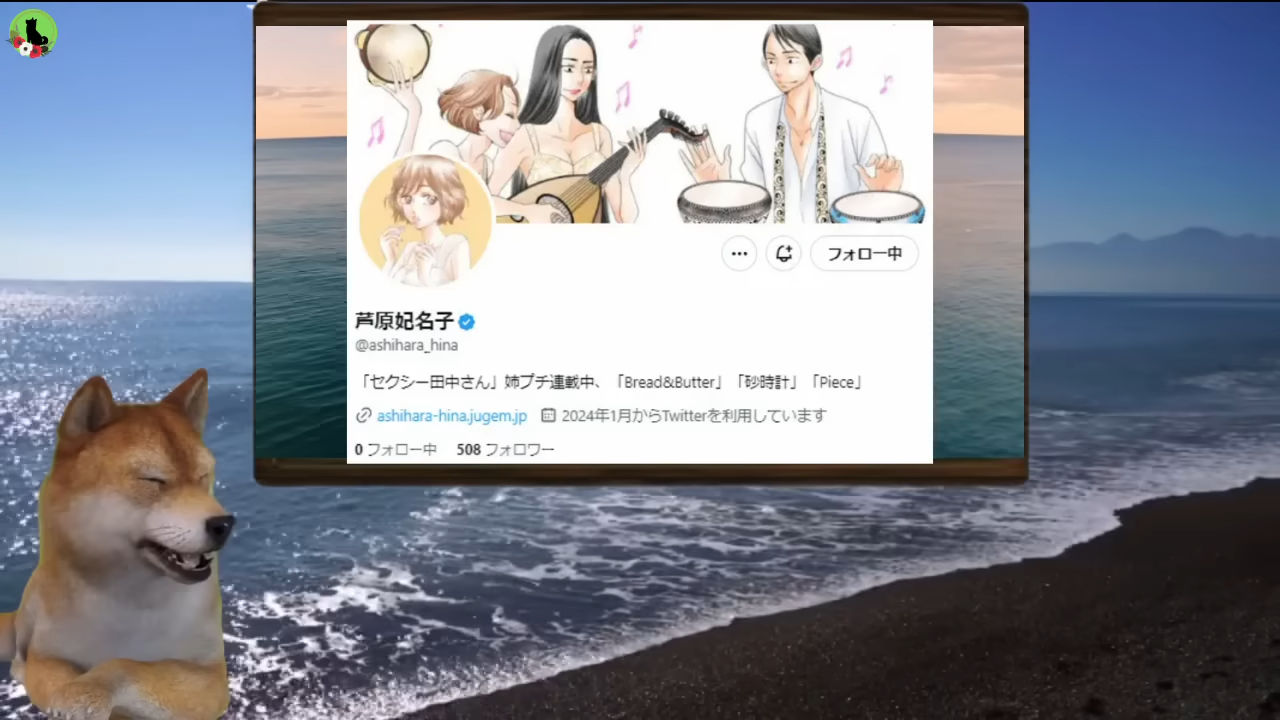 フォロー中
芦原妃名子
@ashihara_hina
「セクシー田中さん」姉プチ連載中、「Bread&Butter」「砂時計」「Piece」
ashihara-hina.jugem.jp 2024年1月からTwitterを利用しています
0 フォロー中 508 フォロワー